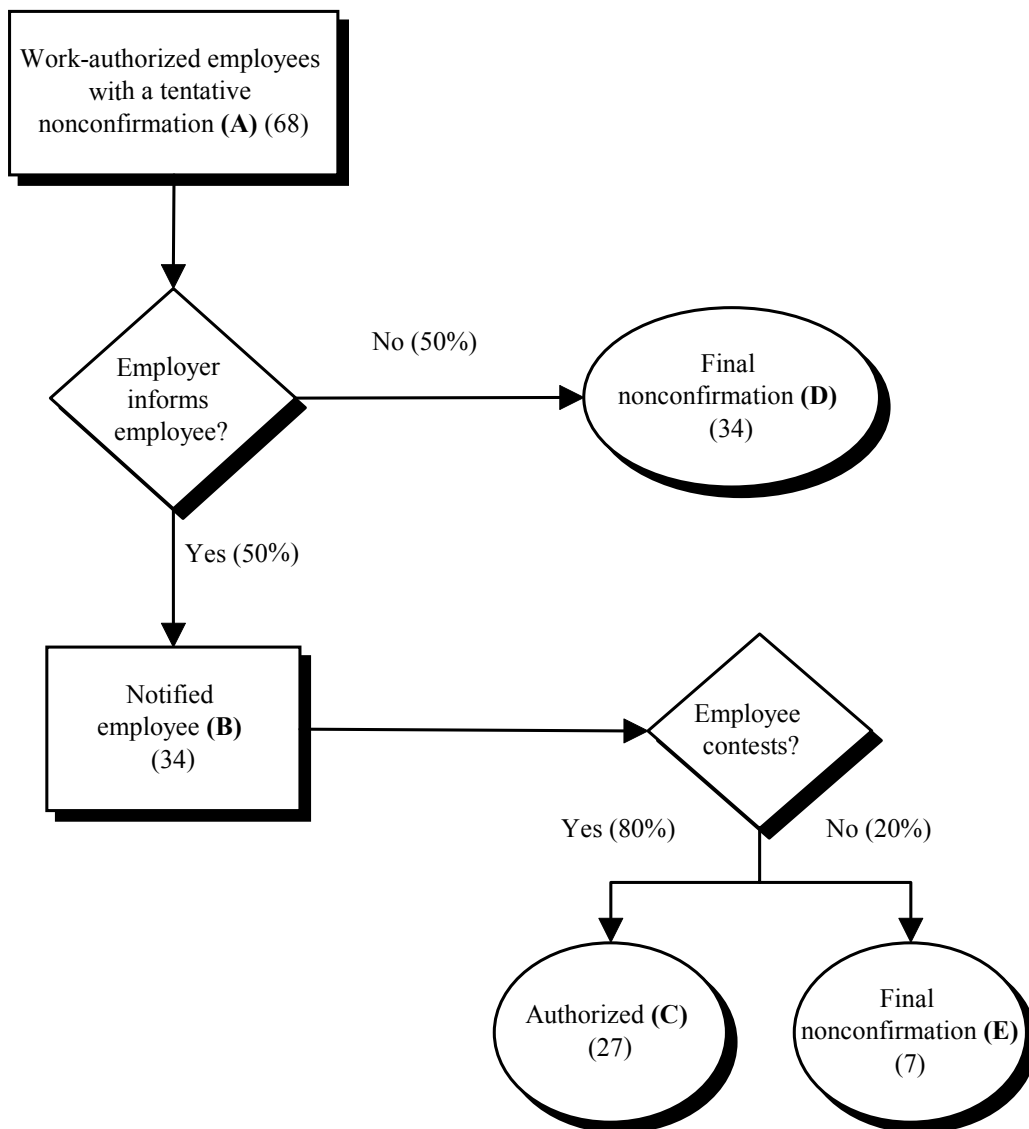 Work-authorized employees
with a tentative
nonconfirmation (A) (68)
Employer
informs
employee?
No (50%)
Final
nonconfirmation (D)
(34)
Yes (50%)
Notified
employee (B)
(34)
Employee
contests?
Yes (80%)
No (20%)
Authorized (C)
(27)
Final
nonconfirmation (E)
(7)